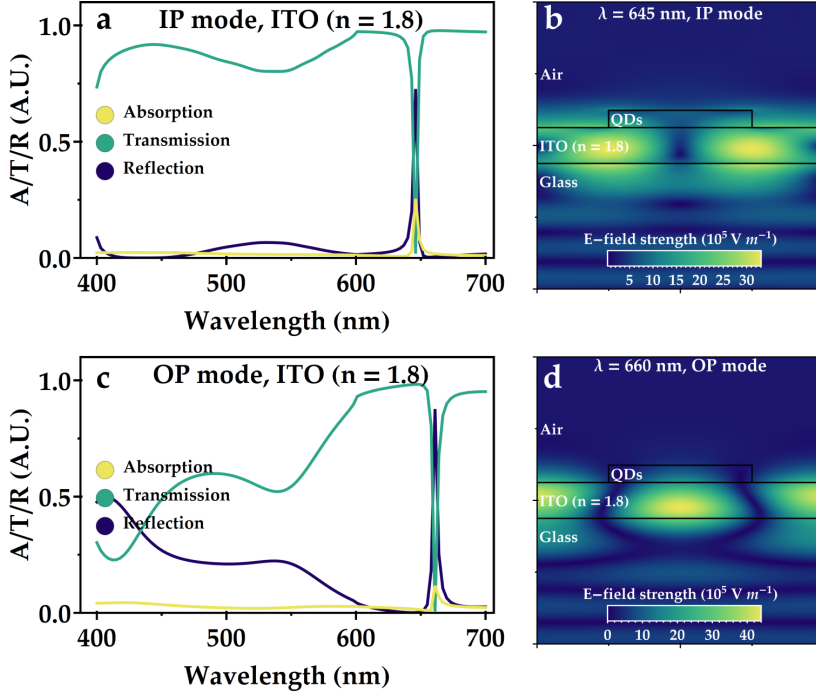 a
IP mode, ITO (n = 1.8)
A/T/R (A.U.)
1.0
0.5
0.0
Absorption
Transmission
Reflection
400
500
600
700
Wavelength (nm)
b
λ = 645 nm, IP mode
Air
QDs
ITO (n = 1.8)
Glass
E−field strength (10⁵ V m⁻¹)
5 10 15 20 25 30
c
OP mode, ITO (n = 1.8)
A/T/R (A.U.)
1.0
0.5
0.0
Absorption
Transmission
Reflection
400
500
600
700
Wavelength (nm)
d
λ = 660 nm, OP mode
Air
QDs
ITO (n = 1.8)
Glass
E−field strength (10⁵ V m⁻¹)
0 10 20 30 40